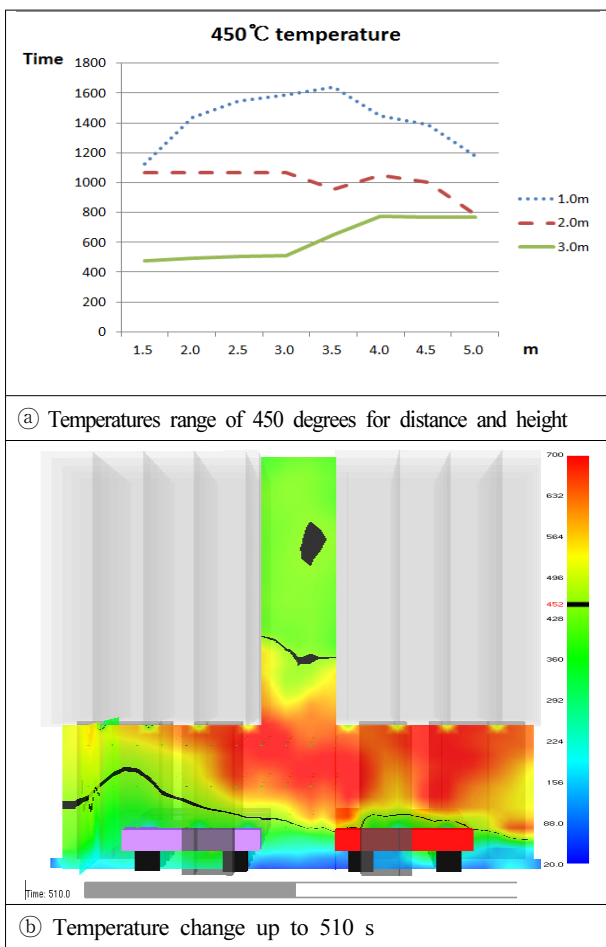 450℃ temperature
Time
1800
1600
1400
1200
1000
800
600
400
200
0
1.5 2.0 2.5 3.0 3.5 4.0 4.5 5.0 m
1.0m
2.0m
3.0m
ⓐ Temperatures range of 450 degrees for distance and height
700
632
564
496
452
428
360
292
224
156
88.0
20.0
Time: 510.0
ⓑ Temperature change up to 510 s